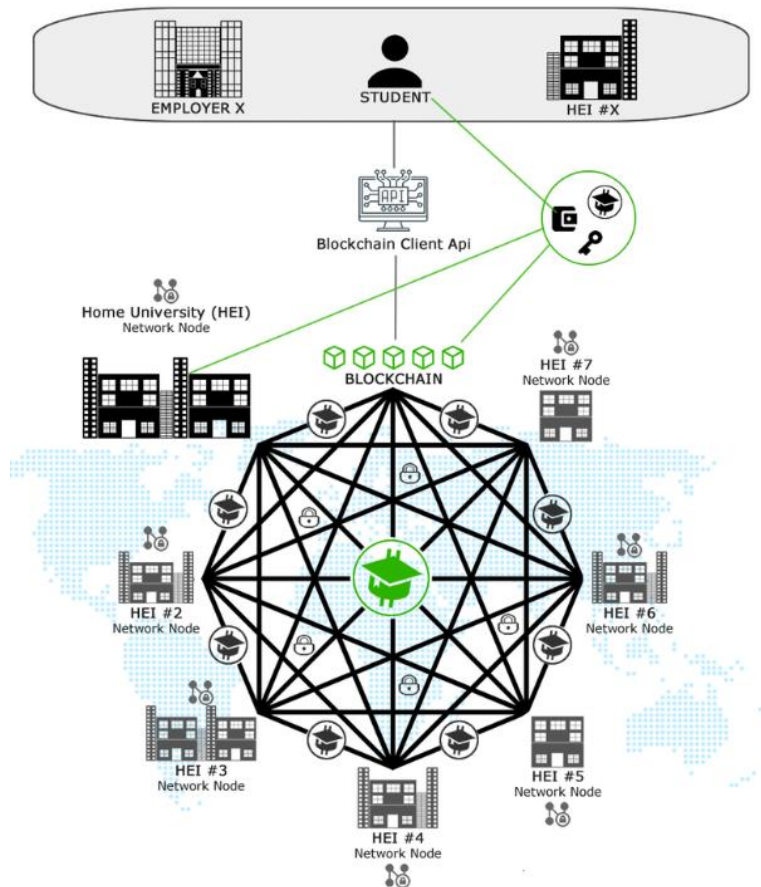 EMPLOYER X
STUDENT
HEI #X
API
Blockchain Client Api
Home University (HEI)
Network Node
BLOCKCHAIN
HEI #7
Network Node
HEI #2
Network Node
HEI #6
Network Node
HEI #3
Network Node
HEI #5
Network Node
HEI #4
Network Node